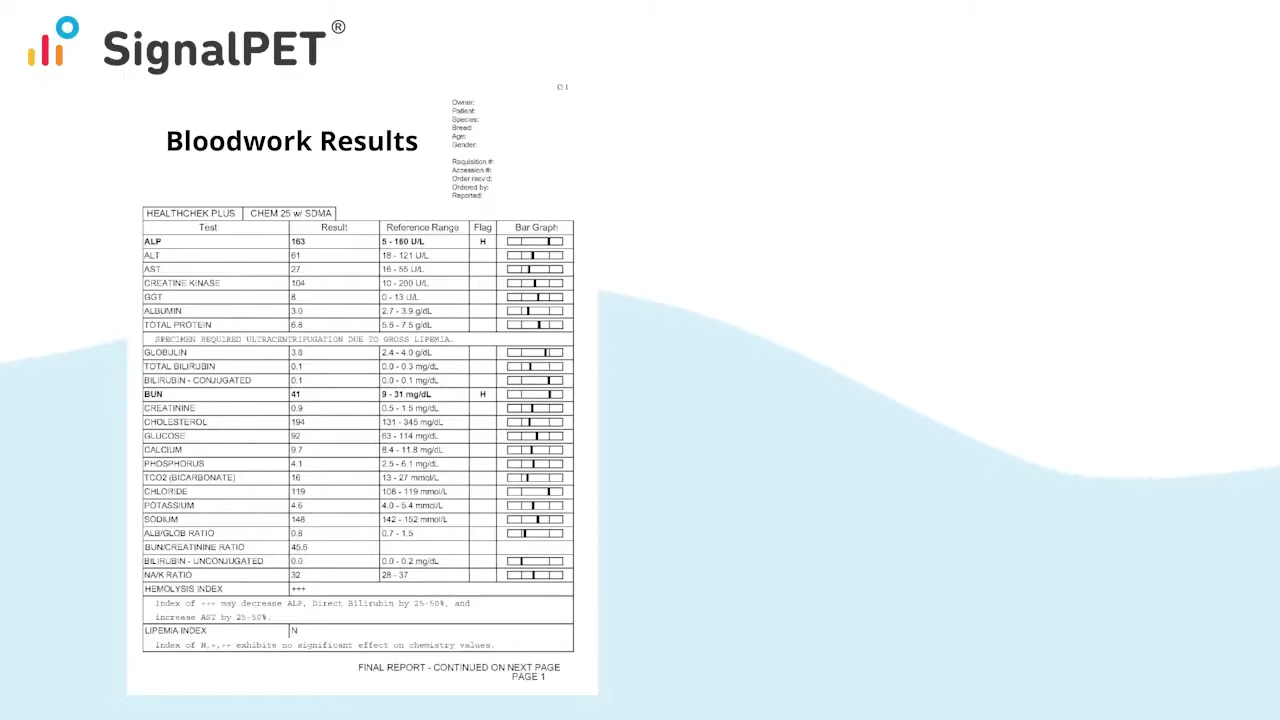 SignalPET®
D 1
Owner:
Patient:
Species:
Breed:
Age:
Gender:
Bloodwork Results
Requisition #:
Accession #:
Order recv'd:
Ordered by:
Reported:
HEALTHCHEK PLUS CHEM 25 w/ SDMA
Test Result Reference Range Flag Bar Graph
ALP 163 5 - 160 U/L H
ALT 61 18 - 121 U/L
AST 27 16 - 55 U/L
CREATINE KINASE 104 10 - 200 U/L
GGT 8 0 - 13 U/L
ALBUMIN 3.0 2.7 - 3.9 g/dL
TOTAL PROTEIN 6.8 5.5 - 7.5 g/dL
SPECIMEN REQUIRED ULTRACENTRIFUGATION DUE TO GROSS LIPEMIA.
GLOBULIN 3.8 2.4 - 4.0 g/dL
TOTAL BILIRUBIN 0.1 0.0 - 0.3 mg/dL
BILIRUBIN - CONJUGATED 0.1 0.0 - 0.1 mg/dL
BUN 41 9 - 31 mg/dL H
CREATININE 0.9 0.5 - 1.5 mg/dL
CHOLESTEROL 194 131 - 345 mg/dL
GLUCOSE 92 63 - 114 mg/dL
CALCIUM 9.7 8.4 - 11.8 mg/dL
PHOSPHORUS 4.1 2.5 - 6.1 mg/dL
TCO2 (BICARBONATE) 16 13 - 27 mmol/L
CHLORIDE 119 108 - 119 mmol/L
POTASSIUM 4.6 4.0 - 5.4 mmol/L
SODIUM 148 142 - 152 mmol/L
ALB/GLOB RATIO 0.8 0.7 - 1.5
BUN/CREATININE RATIO 45.6
BILIRUBIN - UNCONJUGATED 0.0 0.0 - 0.2 mg/dL
NA/K RATIO 32 28 - 37
HEMOLYSIS INDEX +++
Index of +++ may decrease ALP, Direct Bilirubin by 25-50%, and
increase AST by 25-50%.
LIPEMIA INDEX N
Index of N,+,++ exhibite no significant effect on chemistry values.
FINAL REPORT - CONTINUED ON NEXT PAGE
PAGE 1